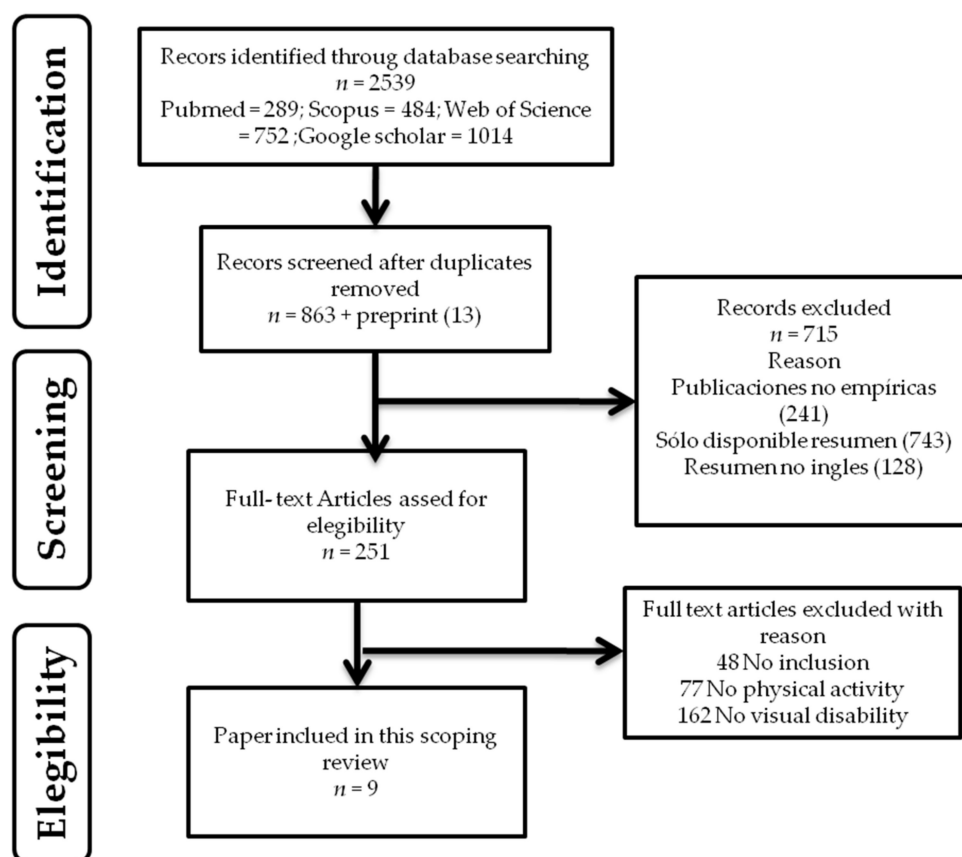 Identification
Recors identified throug database searching
n = 2539
Pubmed = 289; Scopus = 484; Web of Science
= 752 ;Google scholar = 1014
Recors screened after duplicates
removed
n = 863 + preprint (13)
Records excluded
n = 715
Reason
Publicaciones no empíricas
(241)
Sólo disponible resumen (743)
Resumen no ingles (128)
Screening
Full- text Articles assed for
elegibility
n = 251
Full text articles excluded with
reason
48 No inclusion
77 No physical activity
162 No visual disability
Elegibility
Paper inclued in this scoping
review
n = 9